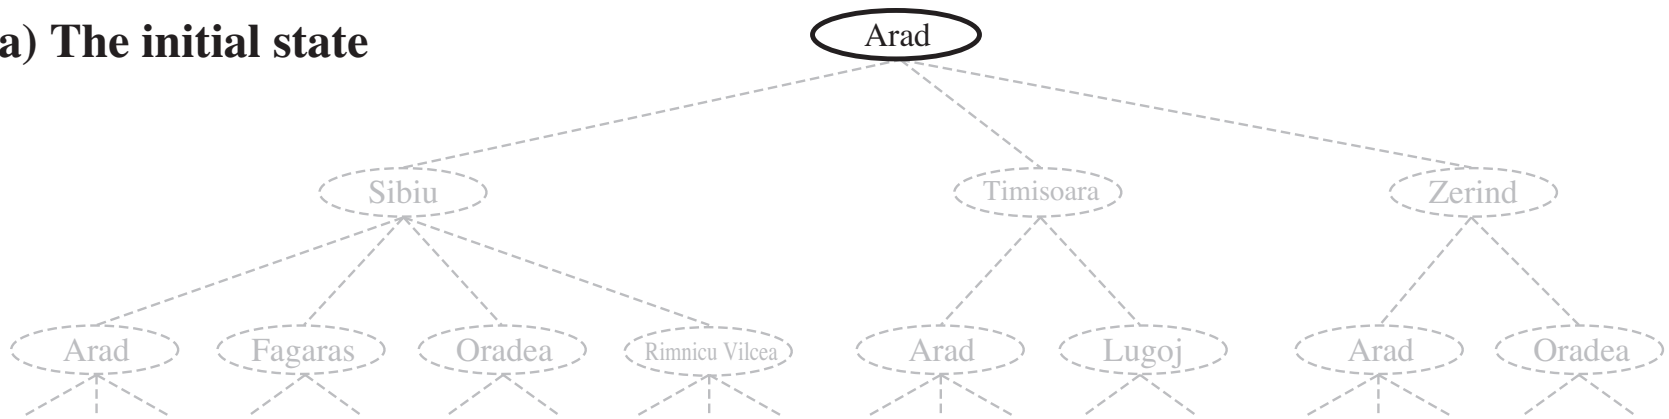 a) The initial state
Arad
Sibiu
Timisoara
Zerind
Arad
Fagaras
Oradea
Rimnicu Vilcea
Arad
Lugoj
Arad
Oradea